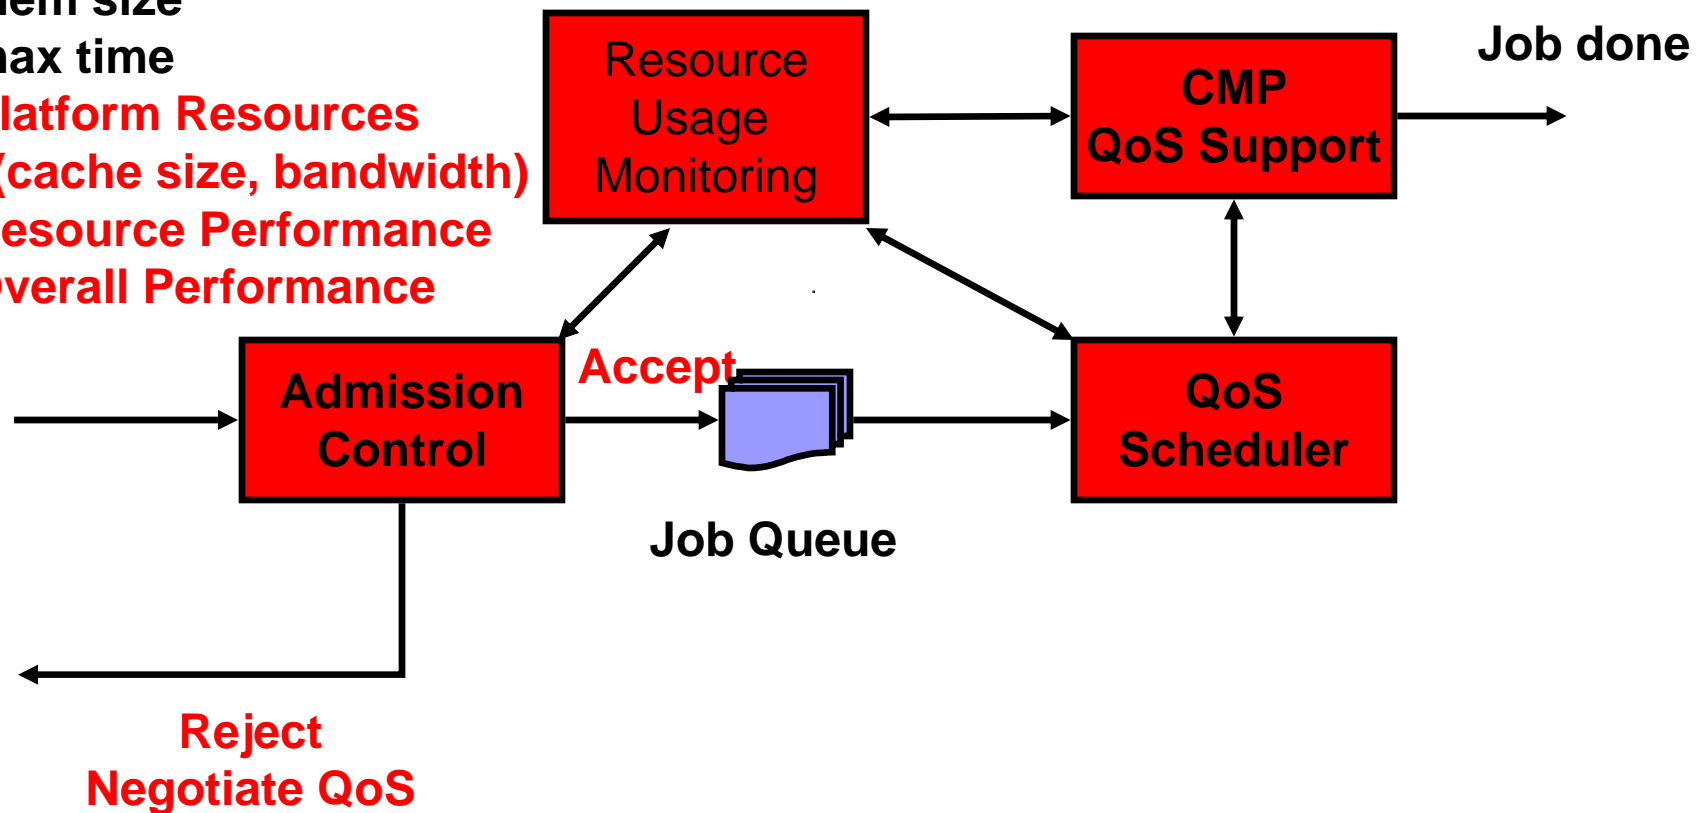 em size
ax time
latform Resources
(cache size, bandwidth)
esource Performance
verall Performance
Resource
Usage
Monitoring
CMP
QoS Support
Job done
Admission
Control
Accept
QoS
Scheduler
Job Queue
Reject
Negotiate QoS